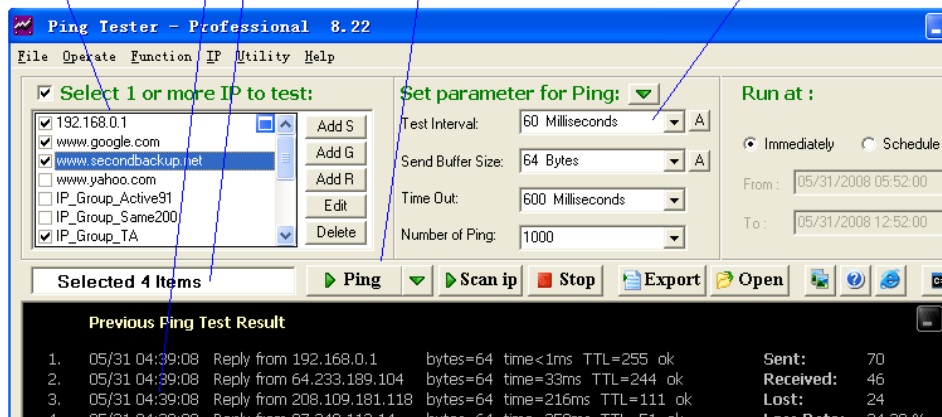 Ping Tester - Professional 8.22
File Operate Function IP Utility Help
Select 1 or more IP to test:
192.168.0.1
www.google.com
www.secondbackup.net
www.yahoo.com
IP_Group_Active91
IP_Group_Same200
IP_Group_TA
Add S
Add G
Add R
Edit
Delete
Set parameter for Ping:
Test Interval: 60 Milliseconds A
Send Buffer Size: 64 Bytes A
Time Out: 600 Milliseconds
Number of Ping: 1000
Run at :
Immediately Schedule
From : 05/31/2008 05:52:00
To : 05/31/2008 12:52:00
Selected 4 Items
Ping Scan ip Stop Export Open
Previous Ping Test Result
1. 05/31 04:39:08 Reply from 192.168.0.1 bytes=64 time<1ms TTL=255 ok
2. 05/31 04:39:08 Reply from 64.233.189.104 bytes=64 time=33ms TTL=244 ok
3. 05/31 04:39:08 Reply from 208.109.181.118 bytes=64 time=216ms TTL=111 ok
Sent: 70
Received: 46
Lost: 24